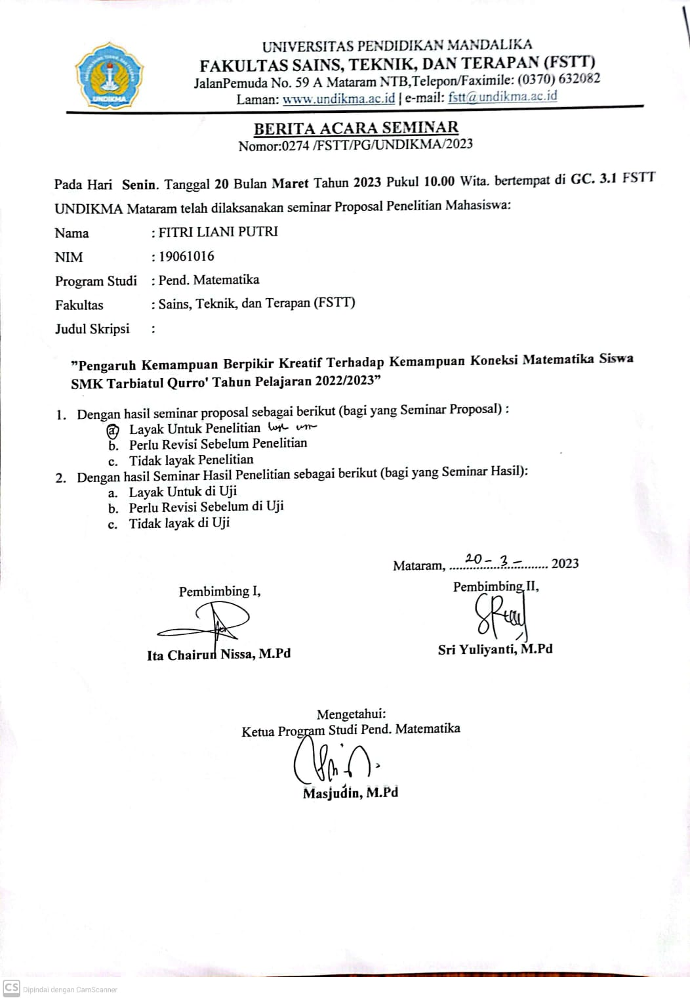 UNIVERSITAS PENDIDIKAN MANDALIKA
FAKULTAS SAINS, TEKNIK, DAN TERAPAN (FSTT)
JalanPemuda No. 59 A Mataram NTB,Telepon/Faximile: (0370) 632082
Laman: www.undikma.ac.id | e-mail: fstt@undikma.ac.id
UNDIKMA
BERITA ACARA SEMINAR
Nomor:0274 /FSTT/PG/UNDIKMA/2023
Pada Hari Senin. Tanggal 20 Bulan Maret Tahun 2023 Pukul 10.00 Wita. bertempat di GC. 3.1 FSTT
UNDIKMA Mataram telah dilaksanakan seminar Proposal Penelitian Mahasiswa:
Nama : FITRI LIANI PUTRI
NIM : 19061016
Program Studi : Pend. Matematika
Fakultas : Sains, Teknik, dan Terapan (FSTT)
Judul Skripsi :
”Pengaruh Kemampuan Berpikir Kreatif Terhadap Kemampuan Koneksi Matematika Siswa
SMK Tarbiatul Qurro' Tahun Pelajaran 2022/2023”
1. Dengan hasil seminar proposal sebagai berikut (bagi yang Seminar Proposal) :
a. Layak Untuk Penelitian
b. Perlu Revisi Sebelum Penelitian
c. Tidak layak Penelitian
2. Dengan hasil Seminar Hasil Penelitian sebagai berikut (bagi yang Seminar Hasil):
a. Layak Untuk di Uji
b. Perlu Revisi Sebelum di Uji
c. Tidak layak di Uji
Mataram, 20 - 3 - 2023
Pembimbing I,
Pembimbing II,
Ita Chairun Nissa, M.Pd
Sri Yuliyanti, M.Pd
Mengetahui:
Ketua Program Studi Pend. Matematika
Masjudin, M.Pd
CS Dipindai dengan CamScanner